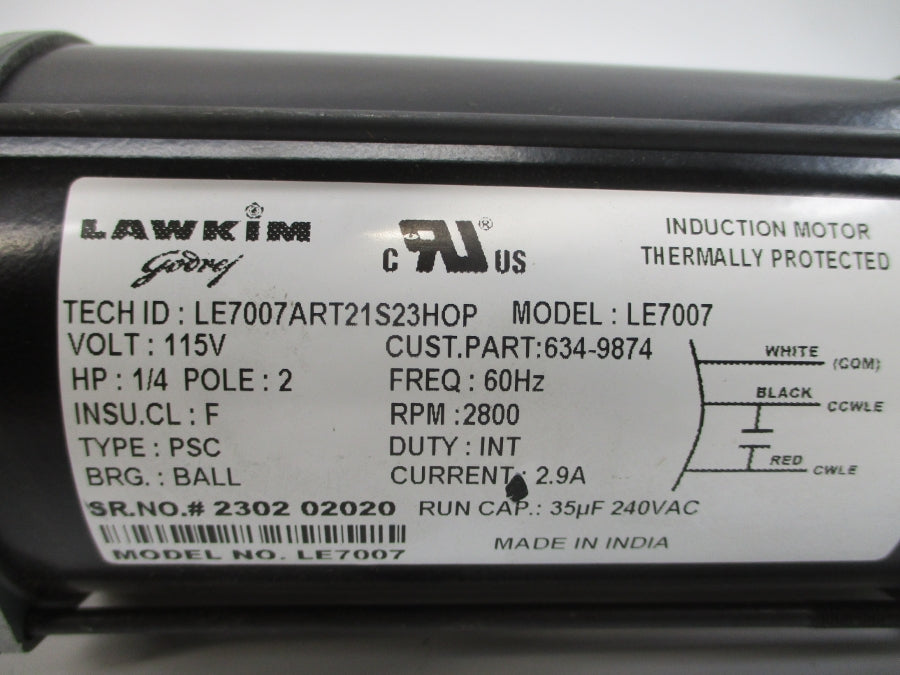 LAWKIM
Godrej
C RU® US
INDUCTION MOTOR
THERMALLY PROTECTED
TECH ID : LE7007ART21S23HOP MODEL : LE7007
VOLT : 115V CUST.PART:634-9874
HP : 1/4 POLE : 2 FREQ : 60Hz
INSU.CL : F RPM :2800
TYPE : PSC DUTY : INT
BRG. : BALL CURRENT : 2.9A
SR.NO.# 2302 02020 RUN CAP.: 35µF 240VAC
MODEL NO. LE7007 MADE IN INDIA
WHITE (COM)
BLACK CCWLE
RED CWLE